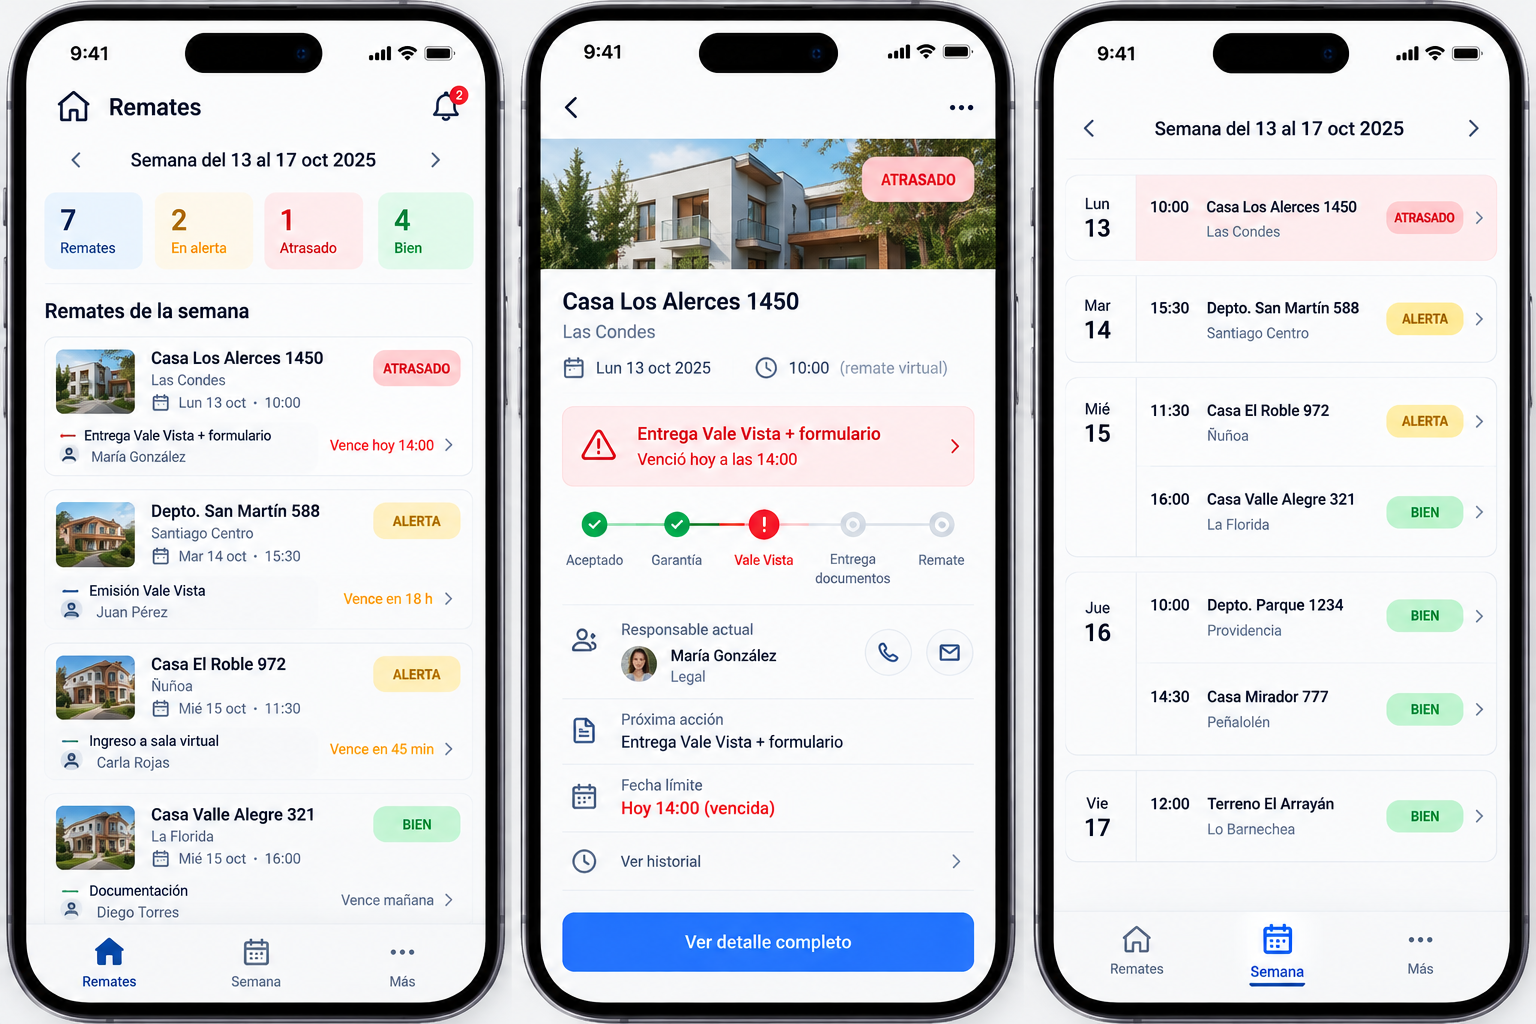 9:41
Remates
2
Semana del 13 al 17 oct 2025
7
Remates
2
En alerta
1
Atrasado
4
Bien
Remates de la semana
Casa Los Alerces 1450
ATRASADO
Las Condes
Lun 13 oct • 10:00
Entrega Vale Vista + formulario
María González
Vence hoy 14:00
Depto. San Martín 588
ALERTA
Santiago Centro
Mar 14 oct • 15:30
Emisión Vale Vista
Juan Pérez
Vence en 18 h
Casa El Roble 972
ALERTA
Ñuñoa
Mié 15 oct • 11:30
Ingreso a sala virtual
Carla Rojas
Vence en 45 min
Casa Valle Alegre 321
BIEN
La Florida
Mié 15 oct • 16:00
Documentación
Diego Torres
Vence mañana
Remates
Semana
Más
9:41
ATRASADO
Casa Los Alerces 1450
Las Condes
Lun 13 oct 2025
10:00 (remate virtual)
Entrega Vale Vista + formulario
Venció hoy a las 14:00
Aceptado
Garantía
Vale Vista
Entrega
documentos
Remate
Responsable actual
María González
Legal
Próxima acción
Entrega Vale Vista + formulario
Fecha límite
Hoy 14:00 (vencida)
Ver historial
Ver detalle completo
9:41
Semana del 13 al 17 oct 2025
Lun
13
10:00 Casa Los Alerces 1450
Las Condes
ATRASADO
Mar
14
15:30 Depto. San Martín 588
Santiago Centro
ALERTA
Mié
15
11:30 Casa El Roble 972
Ñuñoa
ALERTA
16:00 Casa Valle Alegre 321
La Florida
BIEN
Jue
16
10:00 Depto. Parque 1234
Providencia
BIEN
14:30 Casa Mirador 777
Peñalolén
BIEN
Vie
17
12:00 Terreno El Arrayán
Lo Barnechea
BIEN
Remates
Semana
Más